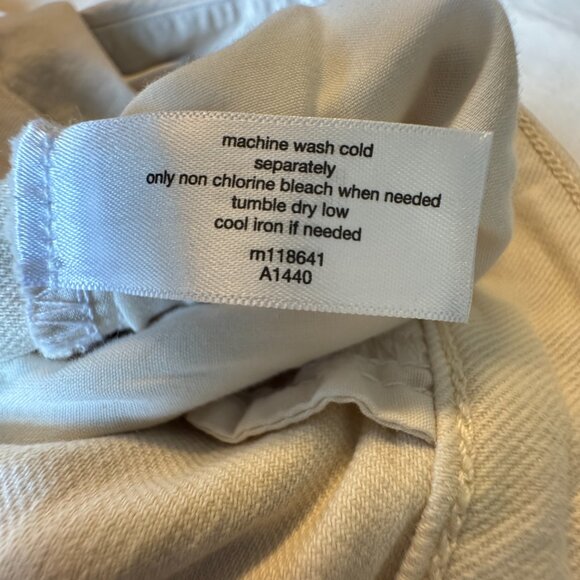 machine wash cold
separately
only non chlorine bleach when needed
tumble dry low
cool iron if needed
m118641
A1440